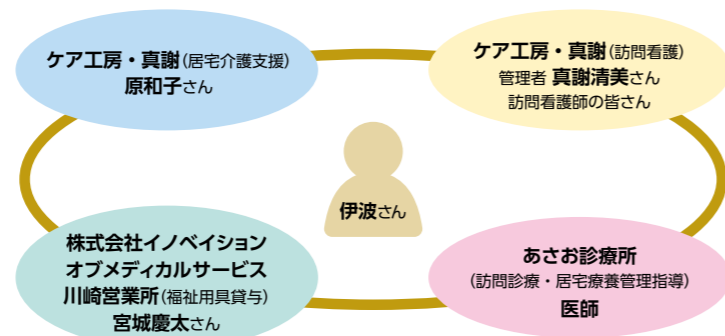 ケア工房・真謝(居宅介護支援)
原和子さん
ケア工房・真謝(訪問看護)
管理者 真謝清美さん
訪問看護師の皆さん
伊波さん
株式会社イノベイション
オブメディカルサービス
川崎営業所(福祉用具貸与)
宮城慶太さん
あさお診療所
(訪問診療・居宅療養管理指導)
医師